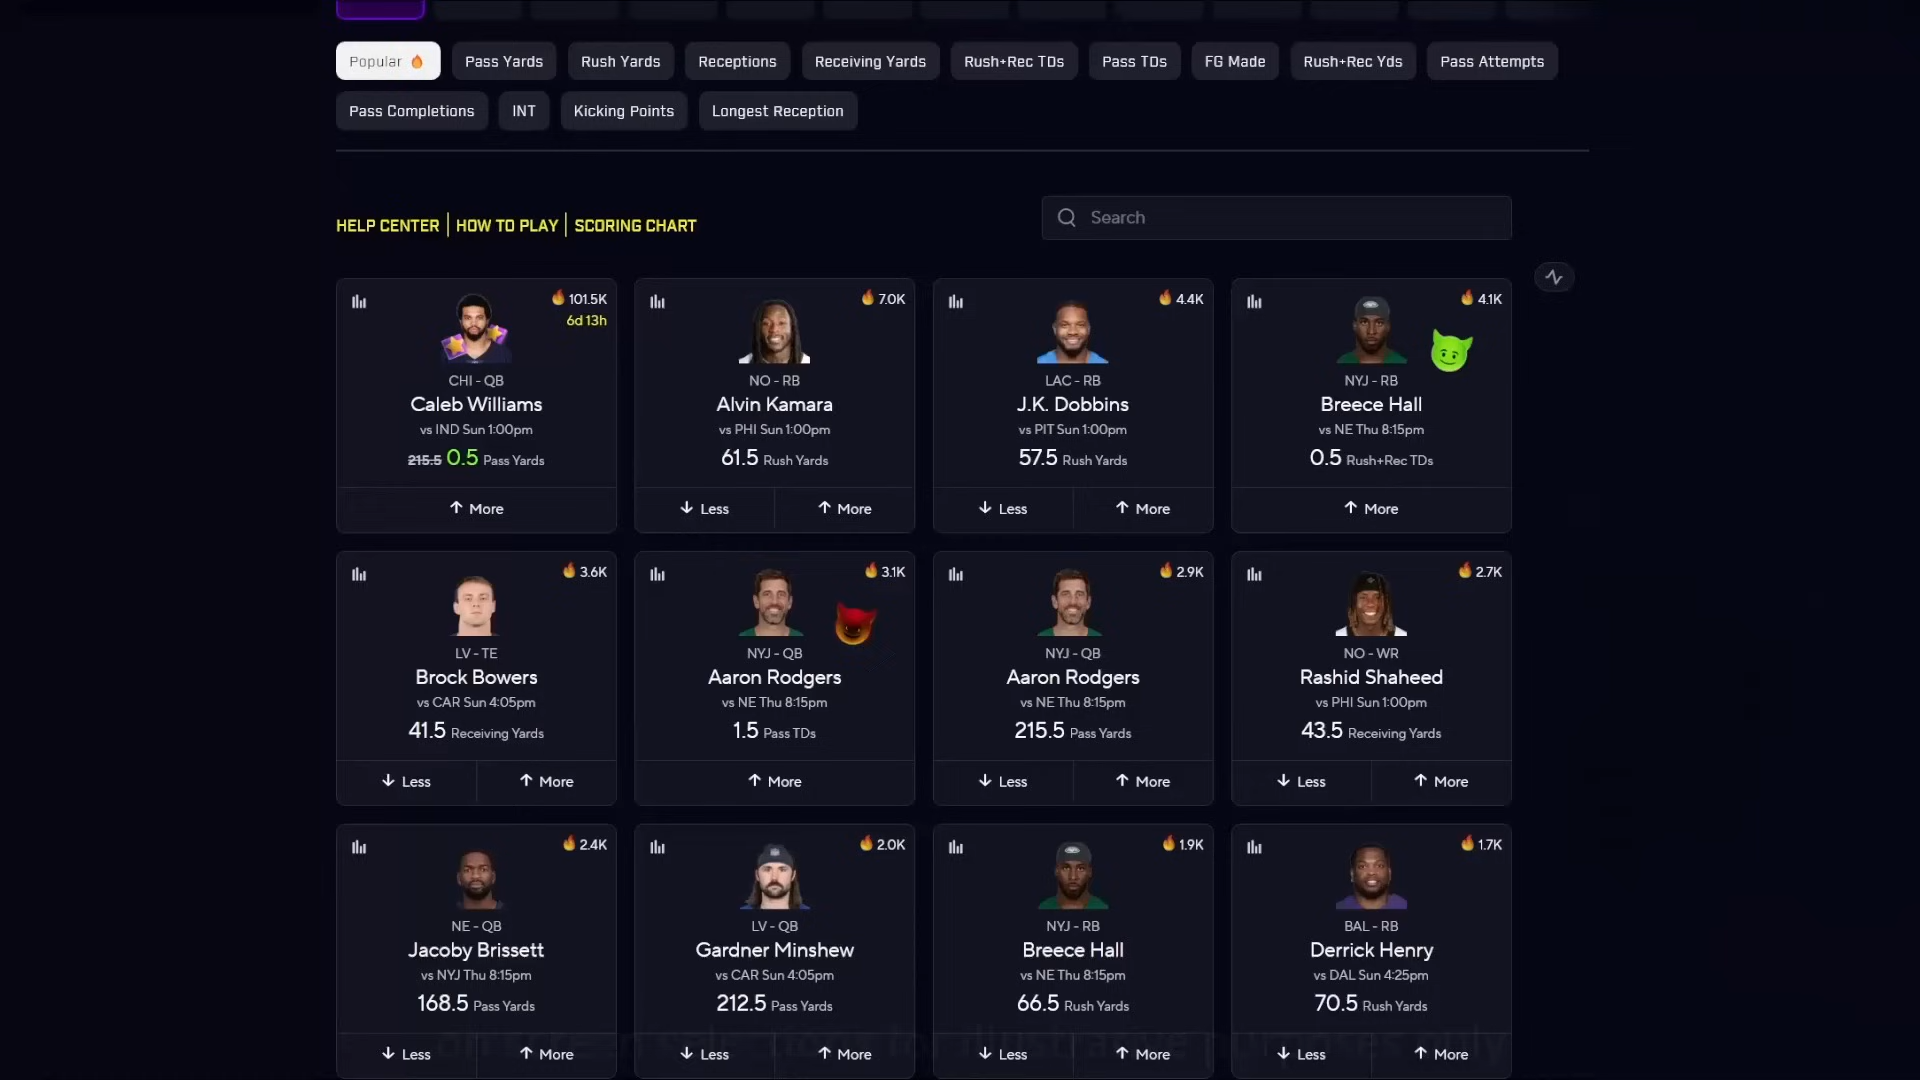 Popular
Pass Yards
Rush Yards
Receptions
Receiving Yards
Rush+Rec TDs
Pass TDs
FG Made
Rush+Rec Yds
Pass Attempts
Pass Completions
INT
Kicking Points
Longest Reception
HELP CENTER | HOW TO PLAY | SCORING CHART
Search
101.5K
6d 13h
CHI - QB
Caleb Williams
vs IND Sun 1:00pm
215.5 0.5 Pass Yards
More
7.0K
NO - RB
Alvin Kamara
vs PHI Sun 1:00pm
61.5 Rush Yards
Less
More
4.4K
LAC - RB
J.K. Dobbins
vs PIT Sun 1:00pm
57.5 Rush Yards
Less
More
4.1K
NYJ - RB
Breece Hall
vs NE Thu 8:15pm
0.5 Rush+Rec TDs
More
3.6K
LV - TE
Brock Bowers
vs CAR Sun 4:05pm
41.5 Receiving Yards
Less
More
3.1K
NYJ - QB
Aaron Rodgers
vs NE Thu 8:15pm
1.5 Pass TDs
More
2.9K
NYJ - QB
Aaron Rodgers
vs NE Thu 8:15pm
215.5 Pass Yards
Less
More
2.7K
NO - WR
Rashid Shaheed
vs PHI Sun 1:00pm
43.5 Receiving Yards
Less
More
2.4K
NE - QB
Jacoby Brissett
vs NYJ Thu 8:15pm
168.5 Pass Yards
Less
More
2.0K
LV - QB
Gardner Minshew
vs CAR Sun 4:05pm
212.5 Pass Yards
Less
More
1.9K
NYJ - RB
Breece Hall
vs NE Thu 8:15pm
66.5 Rush Yards
Less
More
1.7K
BAL - RB
Derrick Henry
vs DAL Sun 4:25pm
70.5 Rush Yards
Less
More